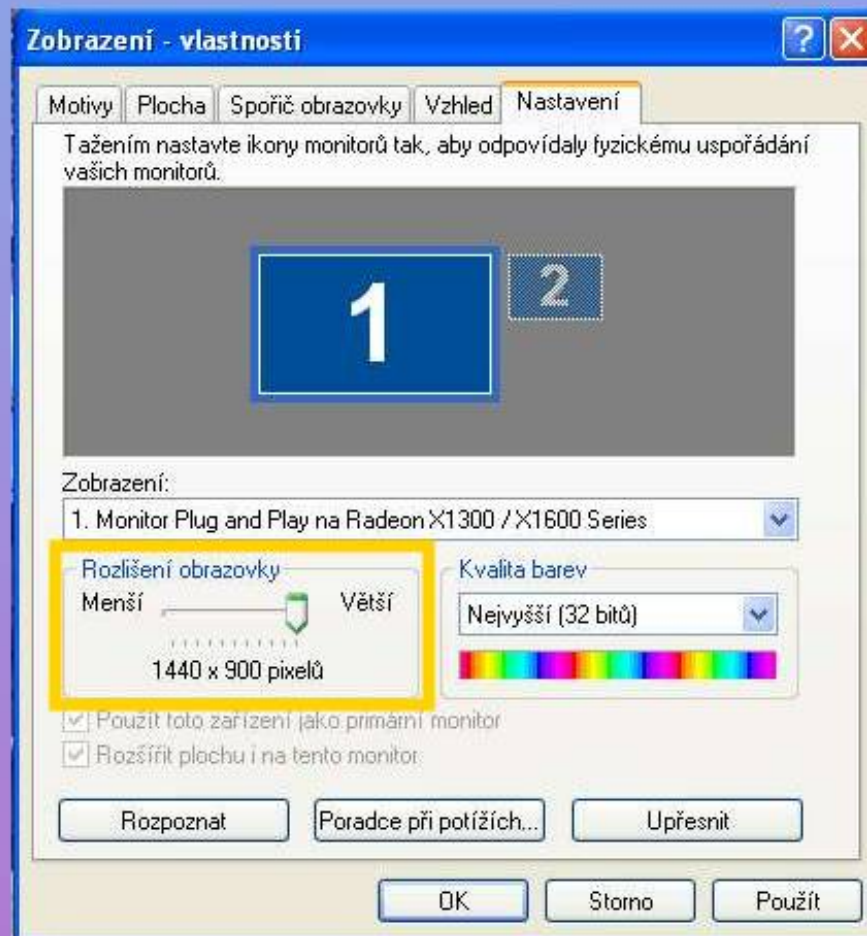 Zobrazení - vlastnosti
?
Motivy Plocha Spořič obrazovky Vzhled Nastavení
Tažením nastavte ikony monitorů tak, aby odpovídaly fyzickému uspořádání
vašich monitorů.
1 2
Zobrazení:
1. Monitor Plug and Play na Radeon X1300 / X1600 Series
Rozlišení obrazovky
Menší Větší
1440 x 900 pixelů
Kvalita barev
Nejvyšší (32 bitů)
Použít toto zařízení jako primární monitor
Rozšířit plochu i na tento monitor
Rozpoznat Poradce při potížích... Upřesnit
OK Storno Použít